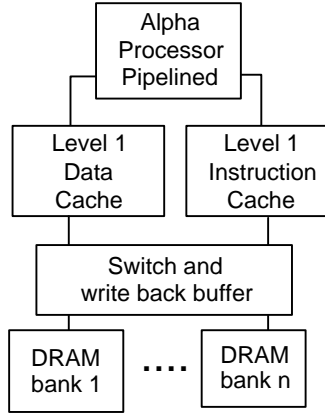 Alpha
Processor
Pipelined
Level 1
Data
Cache
Level 1
Instruction
Cache
Switch and
write back buffer
DRAM
bank 1
....
DRAM
bank n